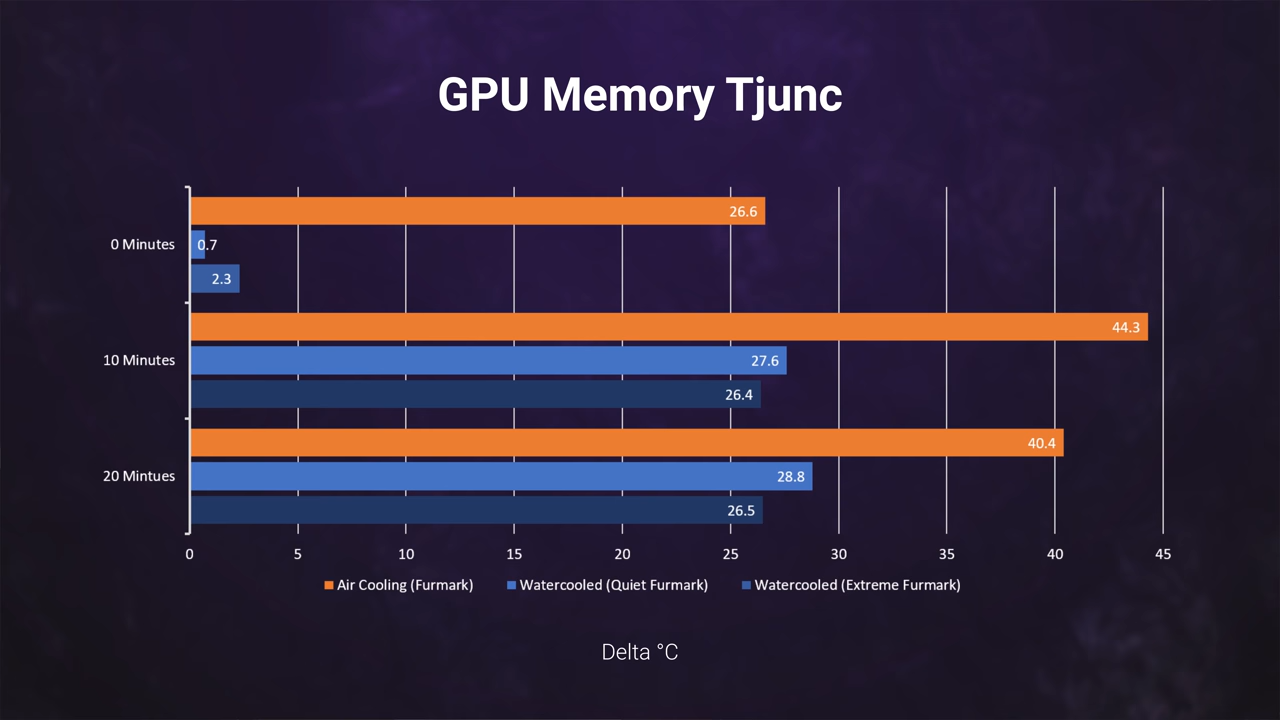 GPU Memory Tjunc
26.6
0 Minutes
0.7
2.3
44.3
10 Minutes
27.6
26.4
40.4
20 Mintues
28.8
26.5
0 5 10 15 20 25 30 35 40 45
Air Cooling (Furmark) Watercooled (Quiet Furmark) Watercooled (Extreme Furmark)
Delta °C